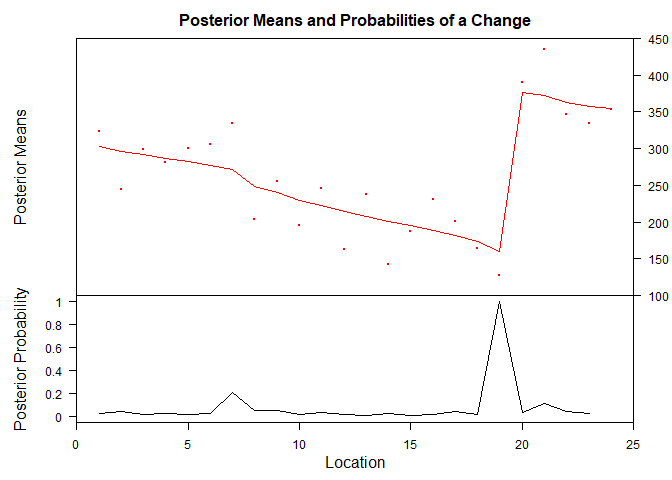 Posterior Means and Probabilities of a Change
Posterior Means
450
400
350
300
250
200
150
100
Posterior Probability
1
0.8
0.6
0.4
0.2
0
0 5 10 15 20 25
Location